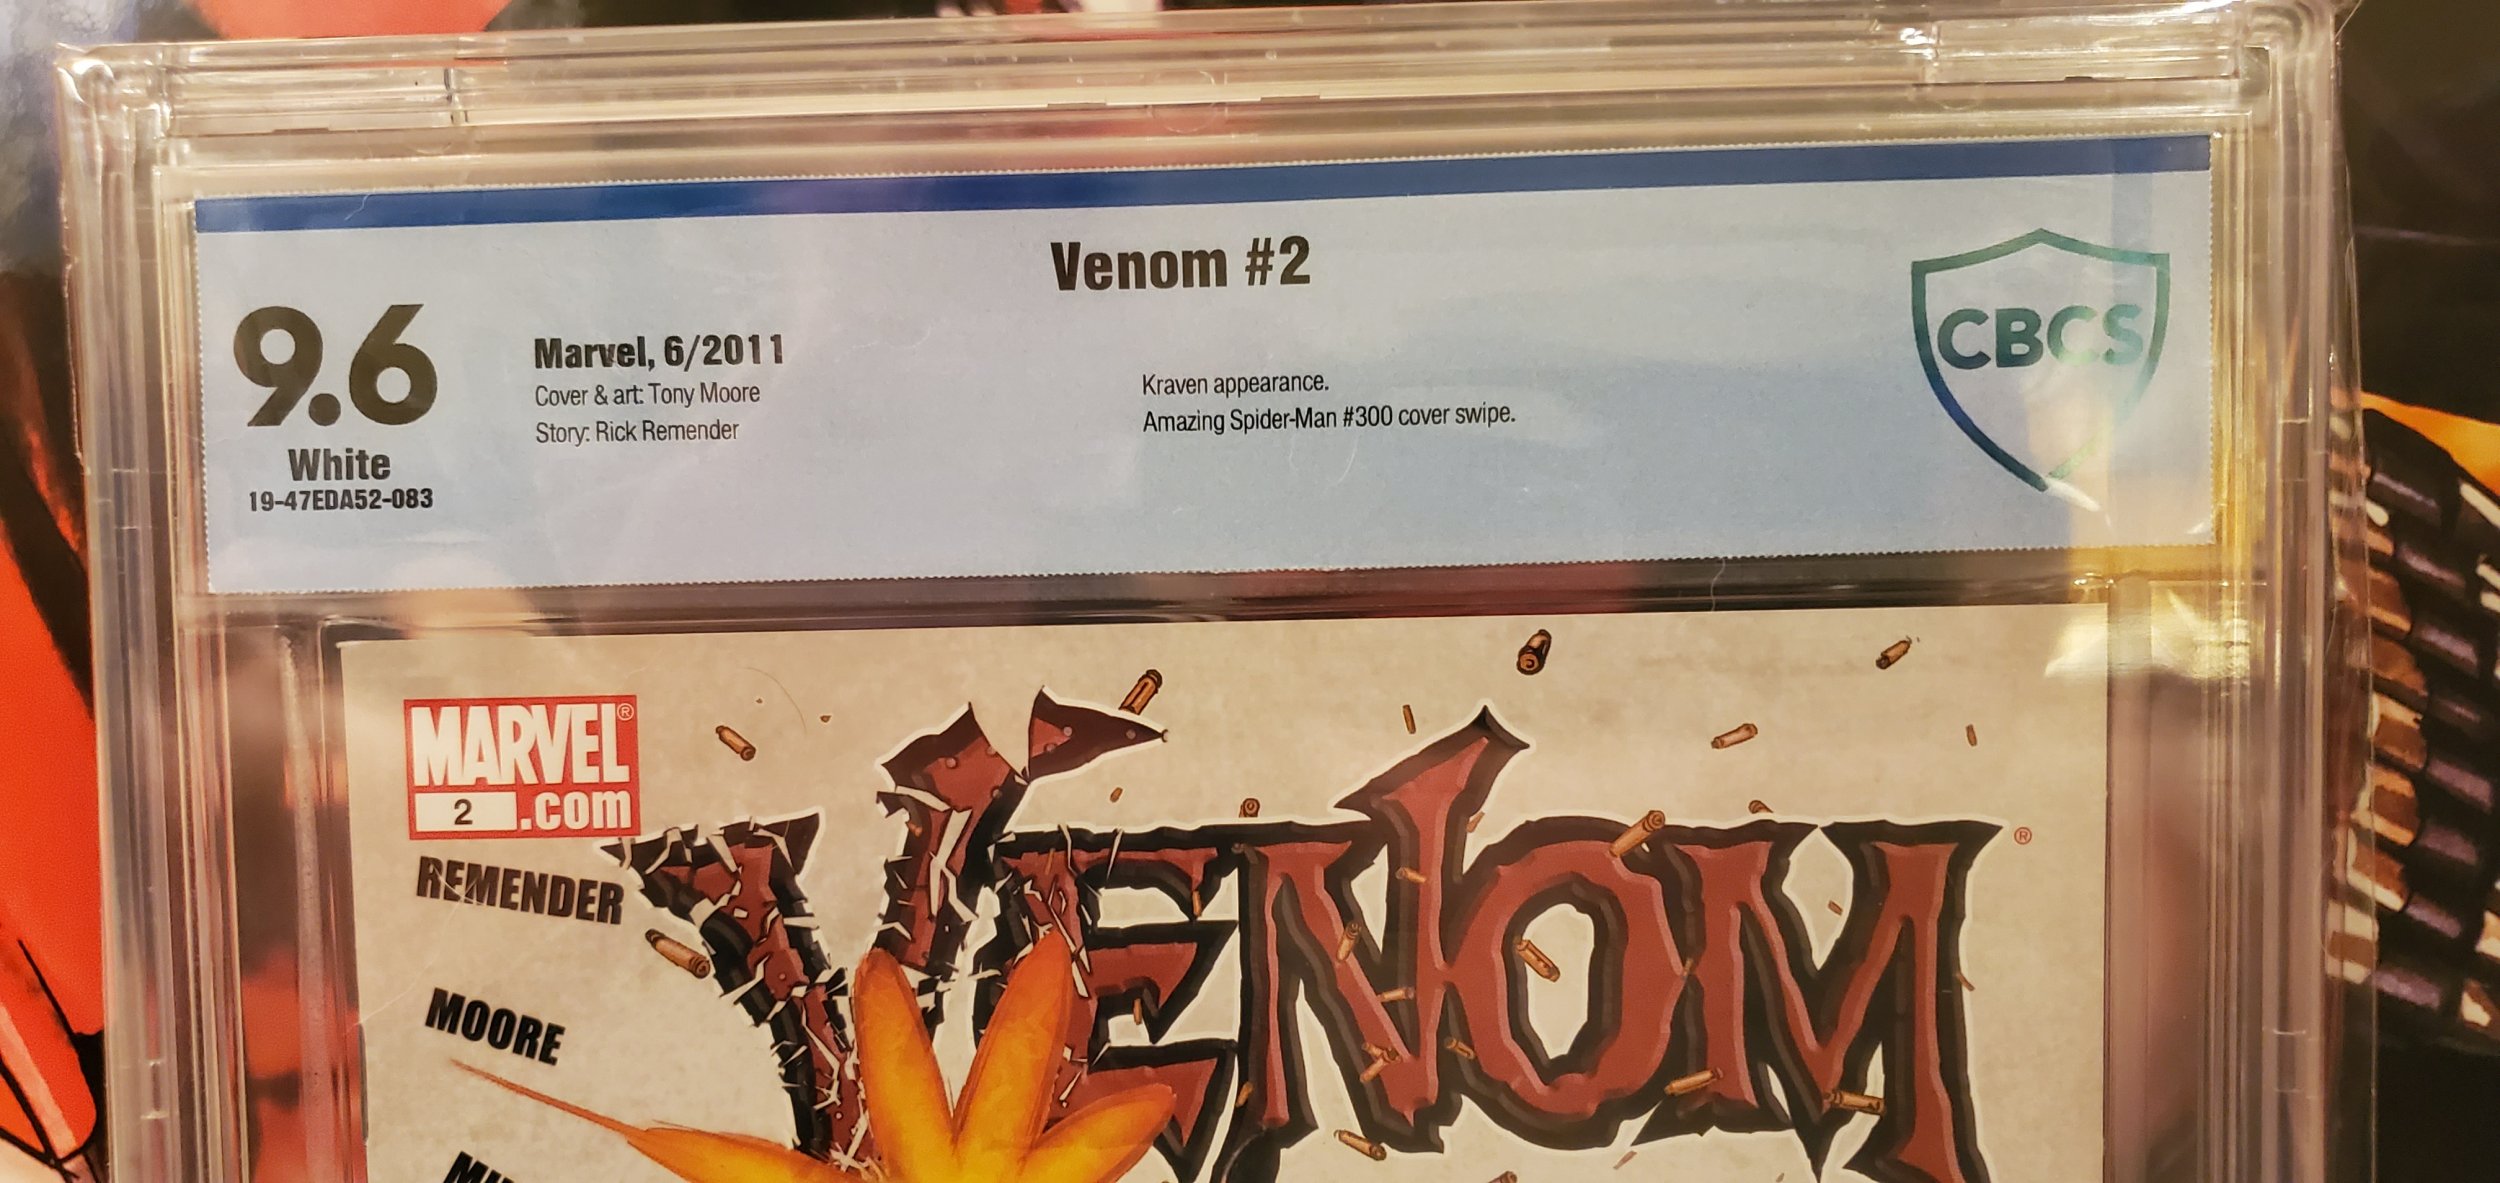 Venom #2
9.6
White
19-47EDA52-083
Marvel, 6/2011
Cover & art: Tony Moore
Story: Rick Remender
Kraven appearance.
Amazing Spider-Man #300 cover swipe.
CBCS
MARVEL®
2 .com
REMENDER
MOORE
VENOM®